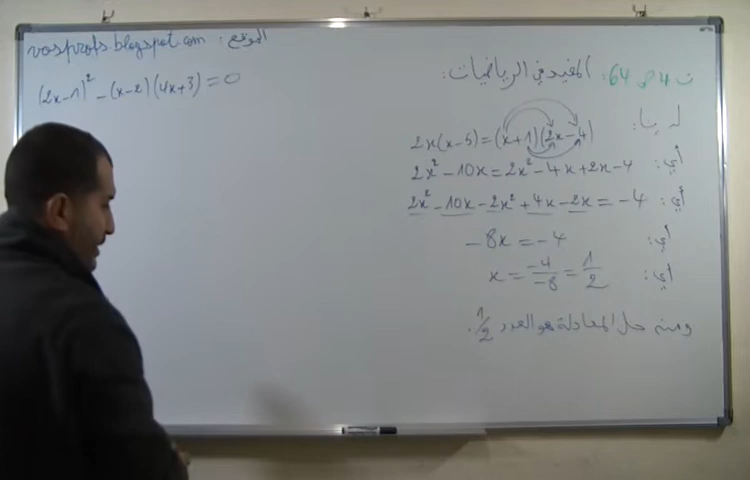 الموقع: vosprofs.blogspot.com
(2x-1)² - (x-2)(4x+3) = 0
ت 4 ص 64: المفيد في الرياضيات:
لدينا:
2x(x-5) = (x+1)(2x-4)
أي: 2x² - 10x = 2x² - 4x + 2x - 4
أي: 2x² - 10x - 2x² + 4x - 2x = -4
أي: -8x = -4
أي: x = -4/-8 = 1/2
ومنه حل المعادلة هو العدد 1/2.